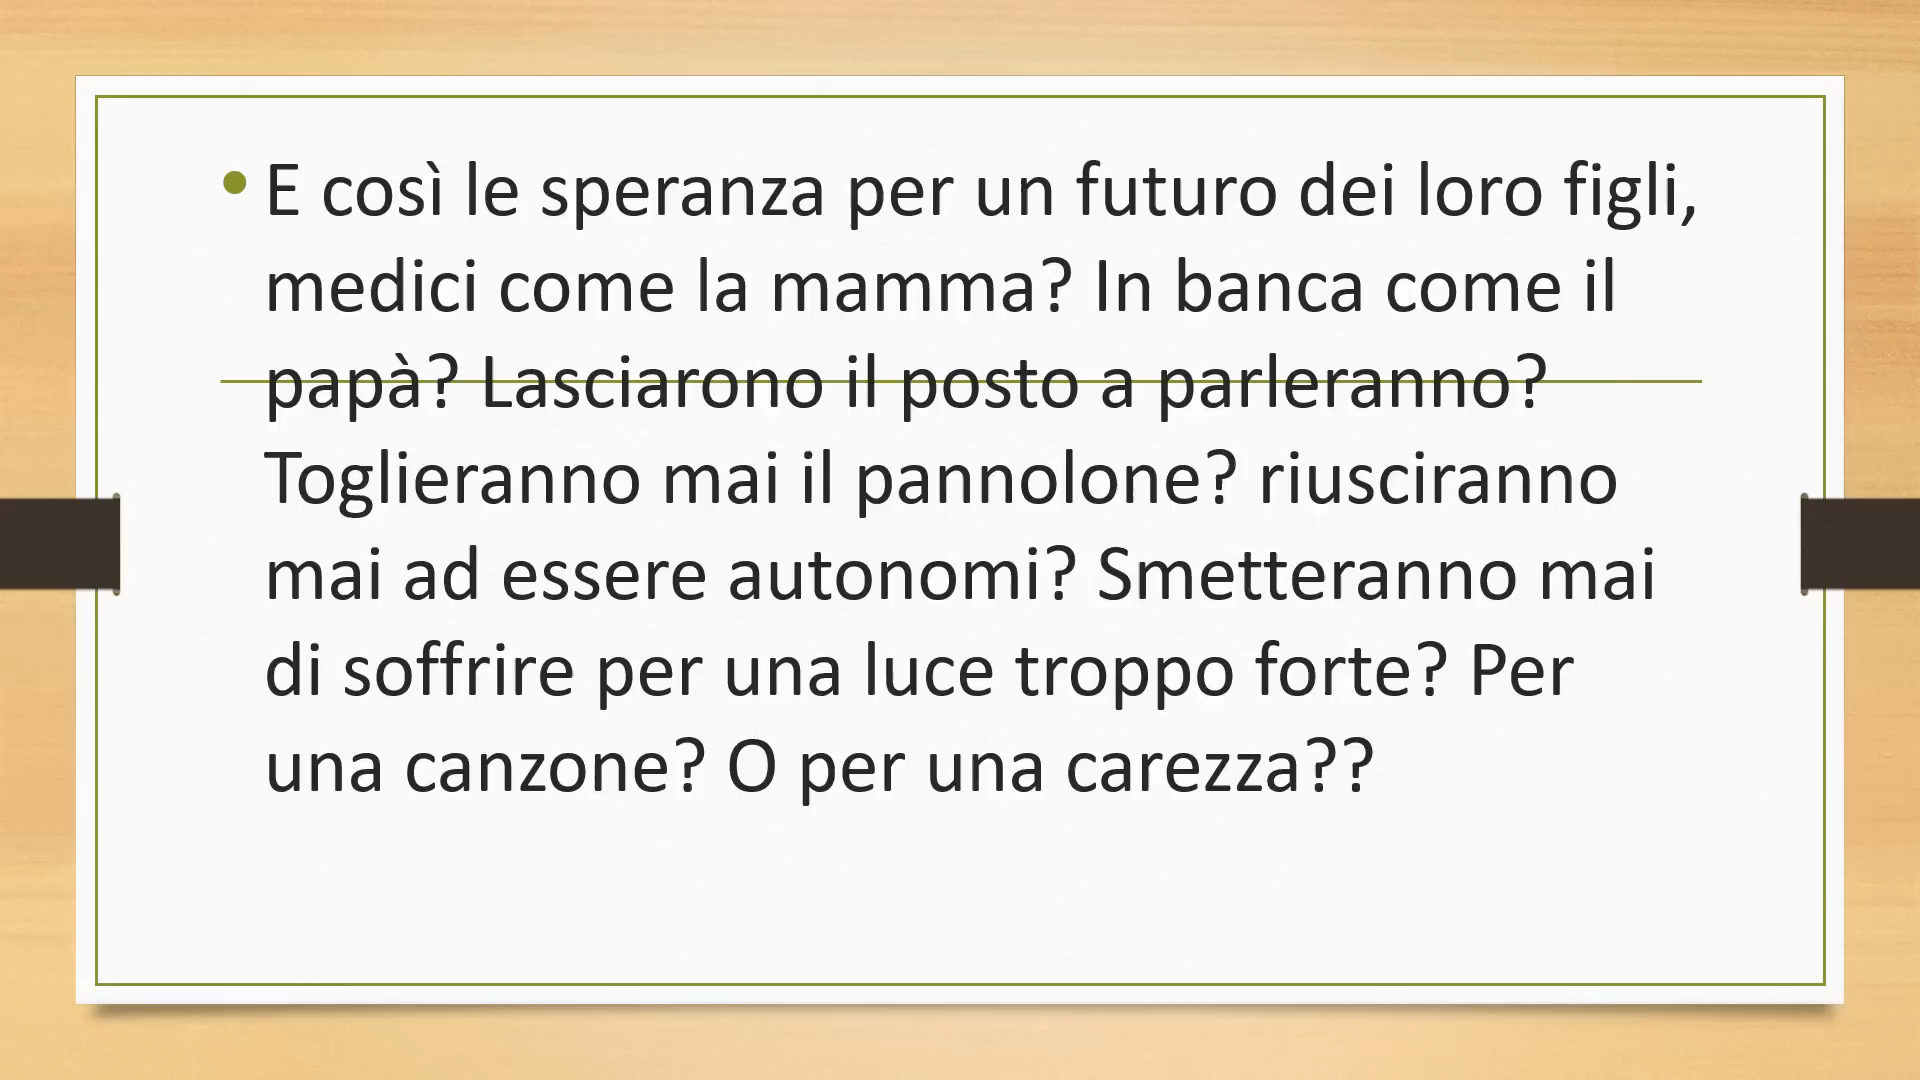 • E così le speranza per un futuro dei loro figli,
medici come la mamma? In banca come il
papà? Lasciarono il posto a parleranno?
Toglieranno mai il pannolone? riusciranno
mai ad essere autonomi? Smetteranno mai
di soffrire per una luce troppo forte? Per
una canzone? O per una carezza??